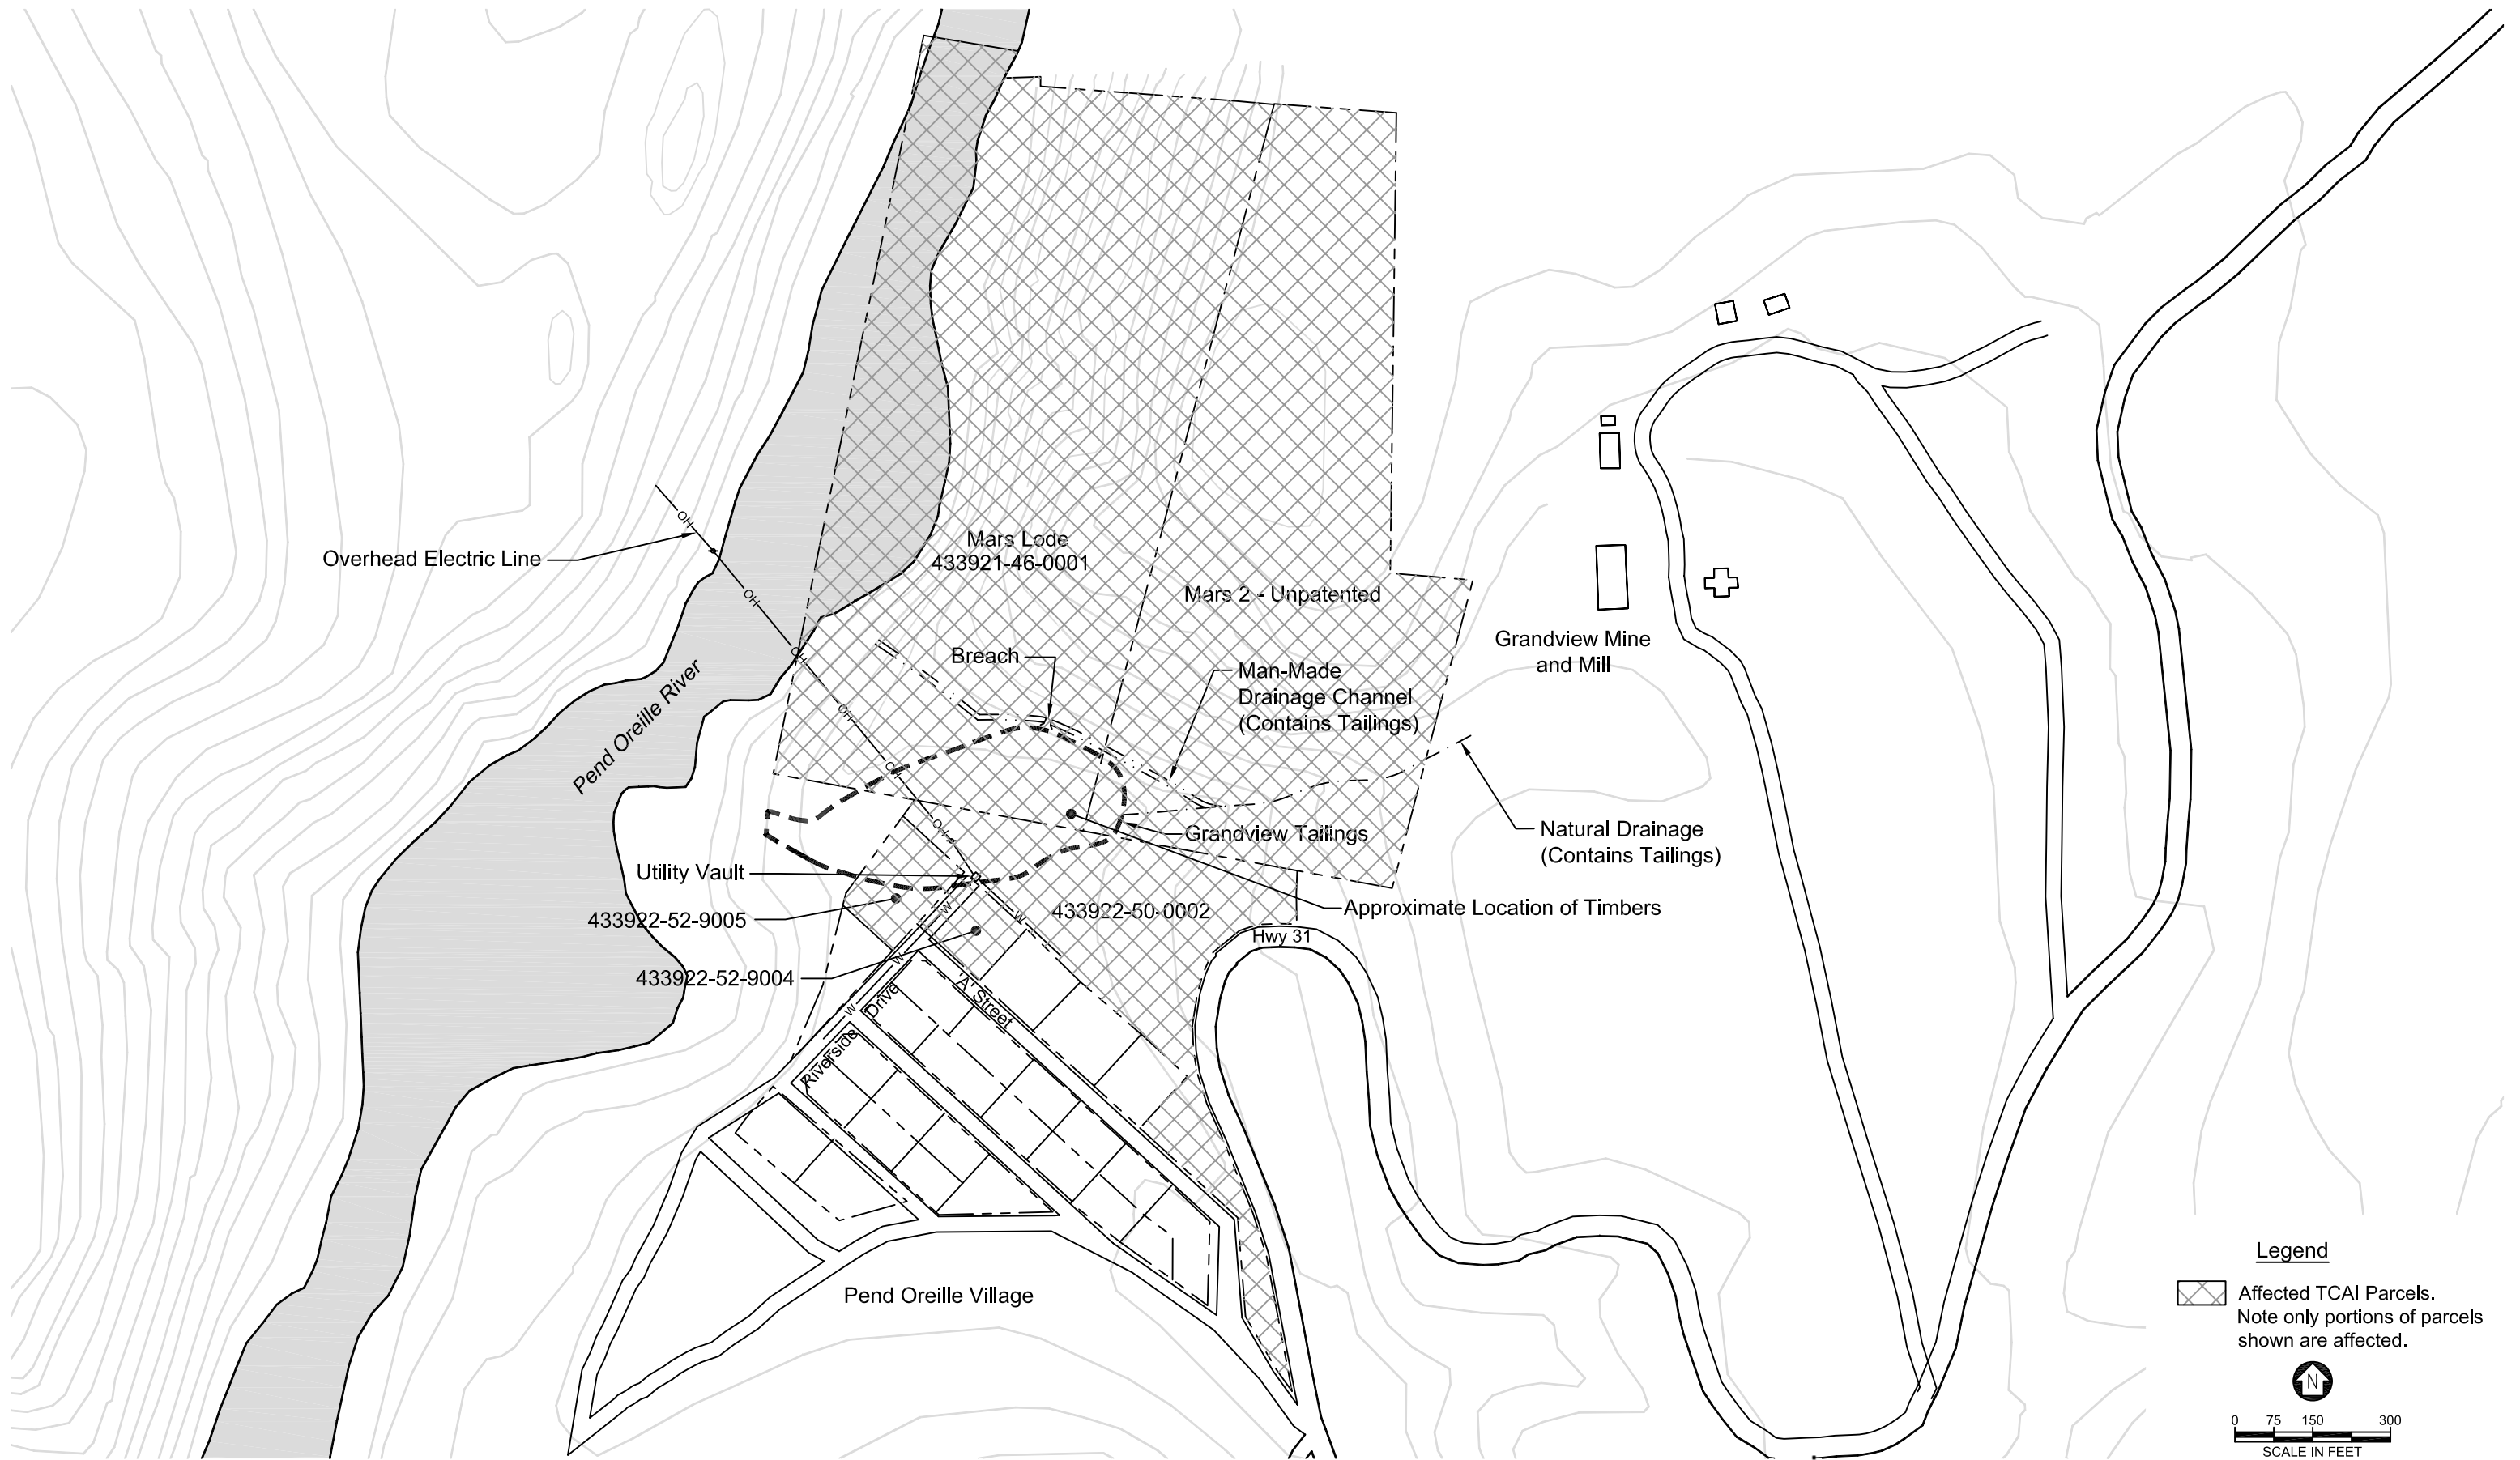 Mars Lode
433921-46-0001
Overhead Electric Line
OH
OH
OH
OH
OH
OH
Mars 2 - Unpatented
Grandview Mine
and Mill
Breach
Man-Made
Drainage Channel
(Contains Tailings)
Pend Oreille River
Grandview Tailings
Natural Drainage
(Contains Tailings)
Utility Vault
433922-52-9005
433922-50-0002
Approximate Location of Timbers
W
W
W
W
Hwy 31
433922-52-9004
'A' Street
Riverside Drive
Pend Oreille Village
Legend
Affected TCAI Parcels.
Note only portions of parcels
shown are affected.
N
0 75 150 300
SCALE IN FEET